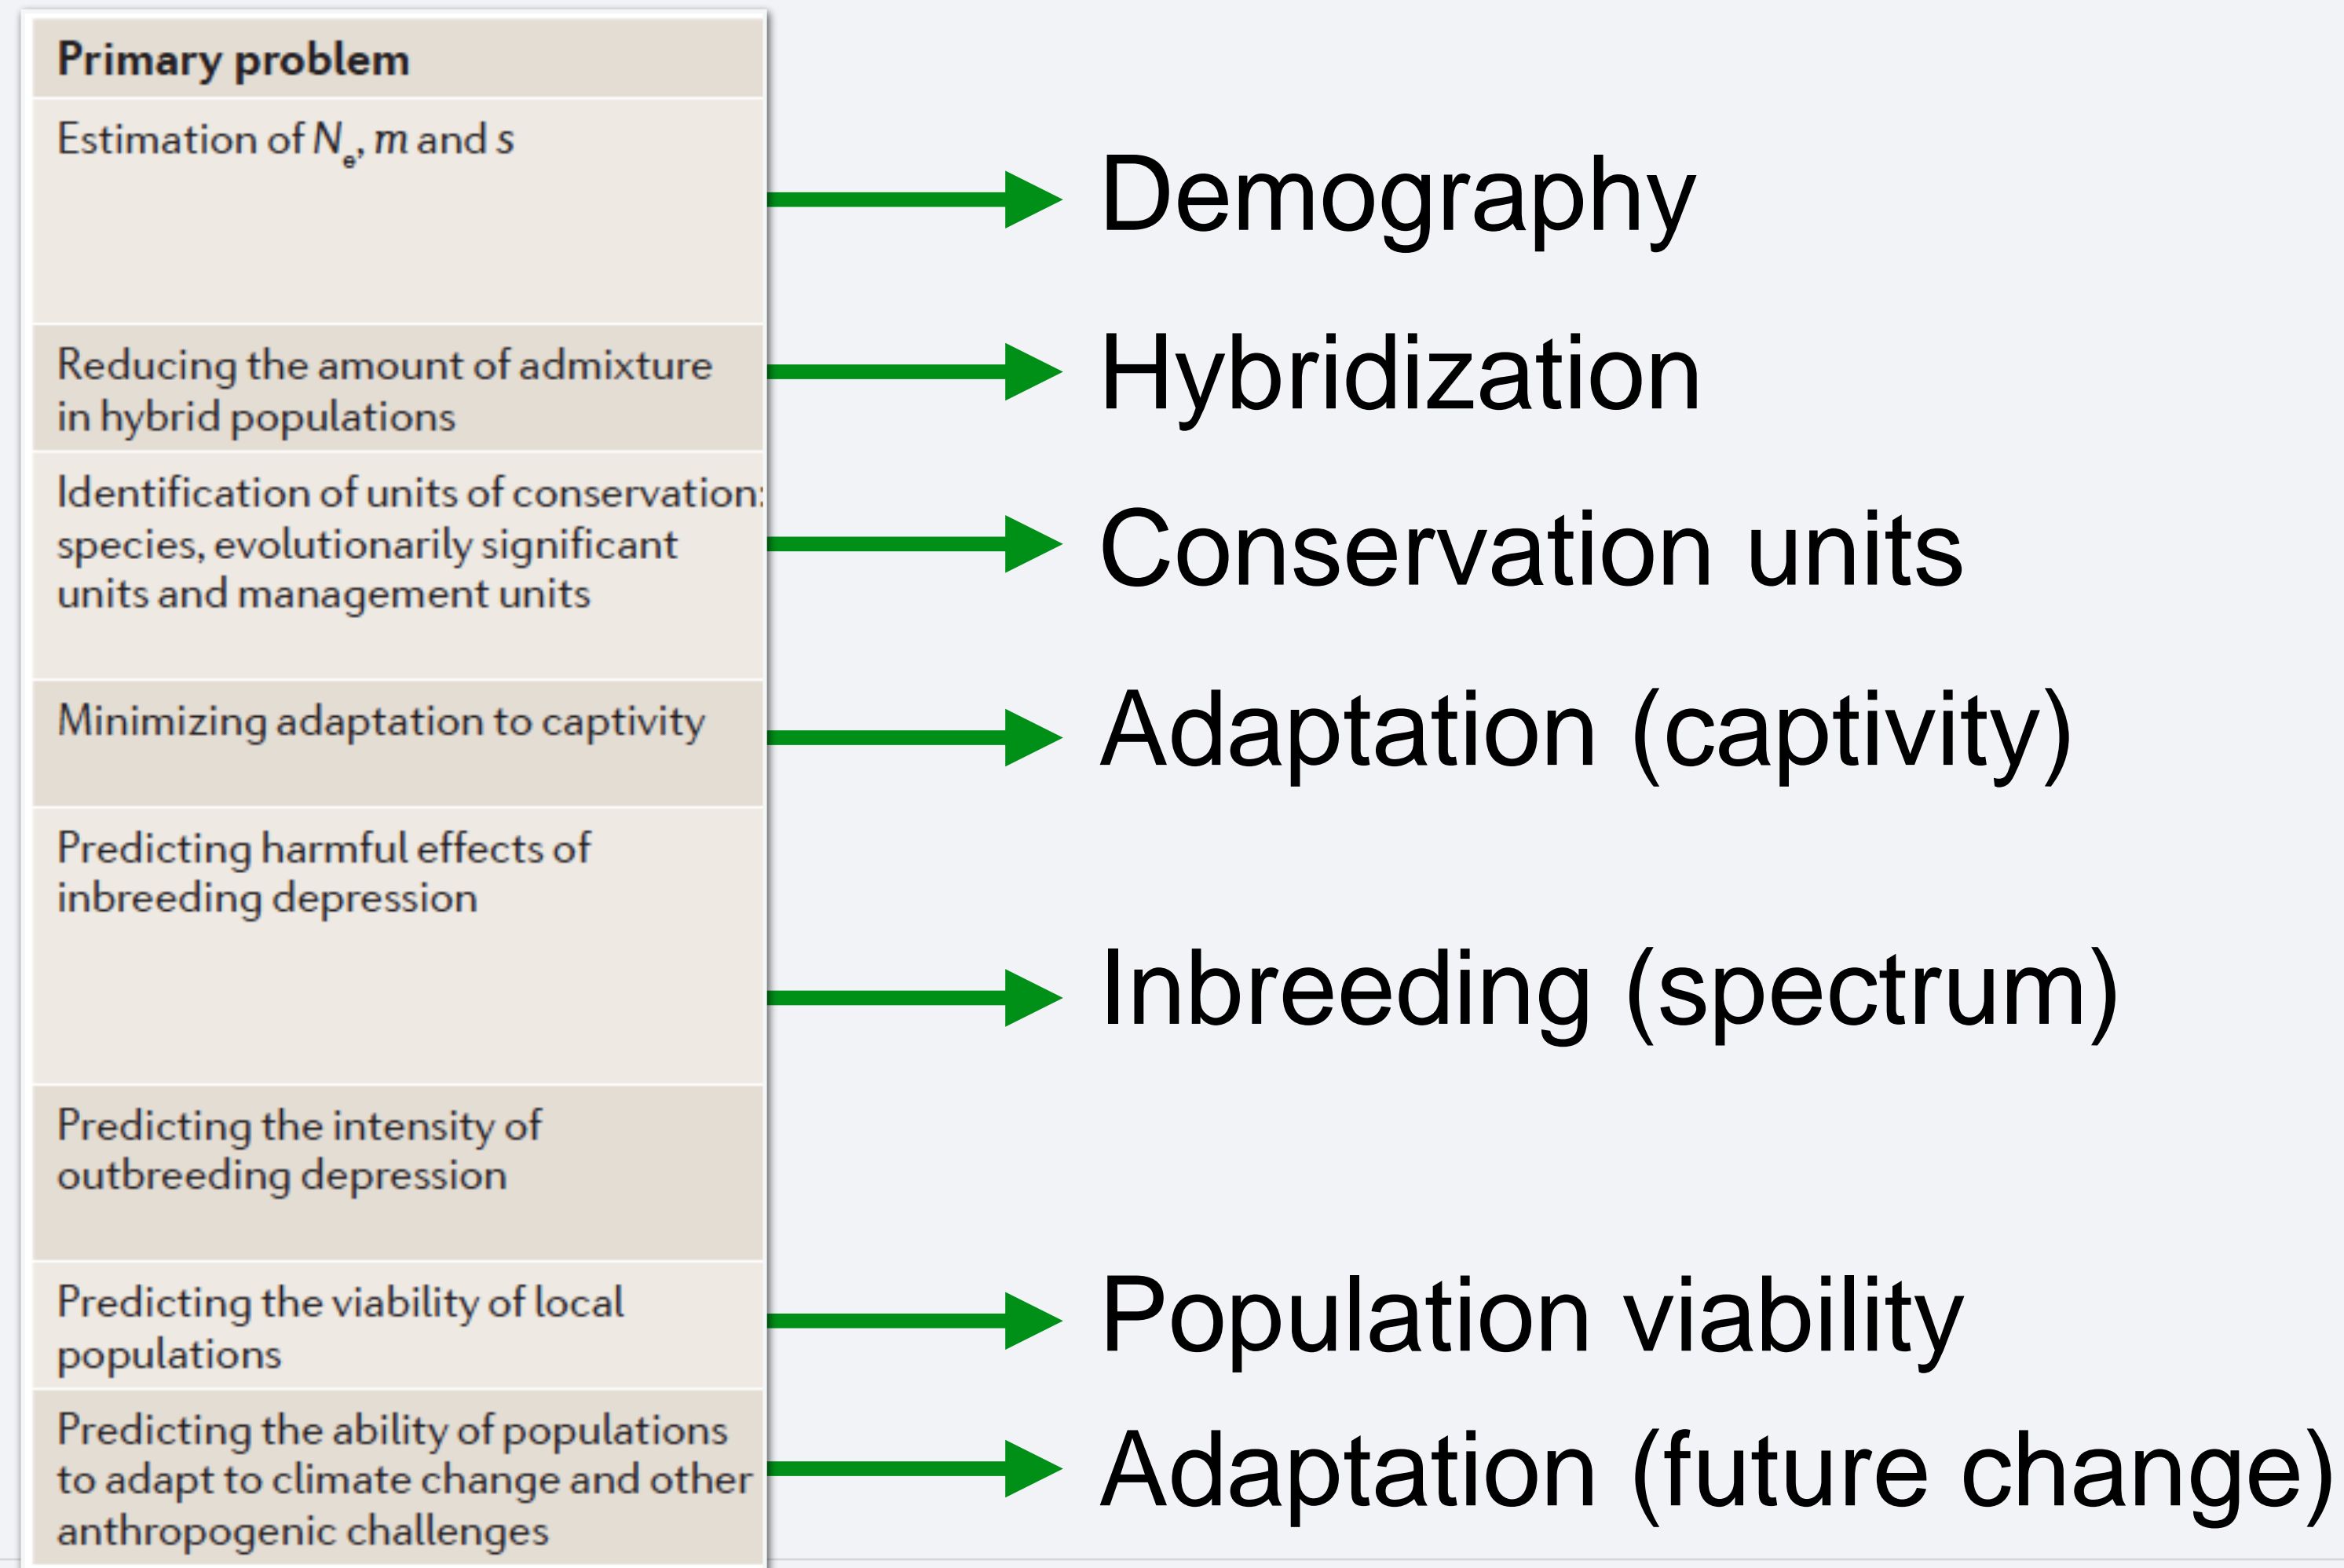 Primary problem
Estimation of Ne, m and s
Demography
Reducing the amount of admixture
in hybrid populations
Hybridization
Identification of units of conservation:
species, evolutionarily significant
units and management units
Conservation units
Minimizing adaptation to captivity
Adaptation (captivity)
Predicting harmful effects of
inbreeding depression
Inbreeding (spectrum)
Predicting the intensity of
outbreeding depression
Predicting the viability of local
populations
Population viability
Predicting the ability of populations
to adapt to climate change and other
anthropogenic challenges
Adaptation (future change)